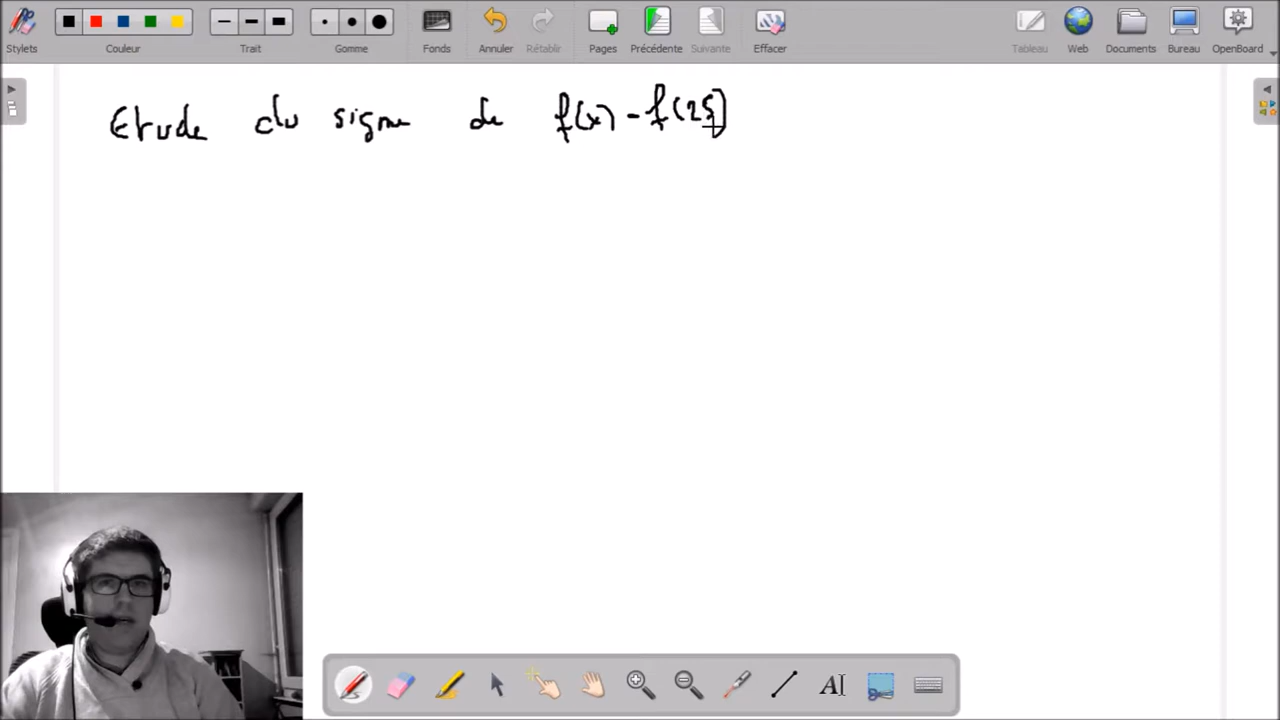 Stylets Couleur Trait Gomme Fonds Annuler Rétablir Pages Précédente Suivante Effacer Tableau Web Documents Bureau OpenBoard
Etude du signe de f(x) - f(25)
AI